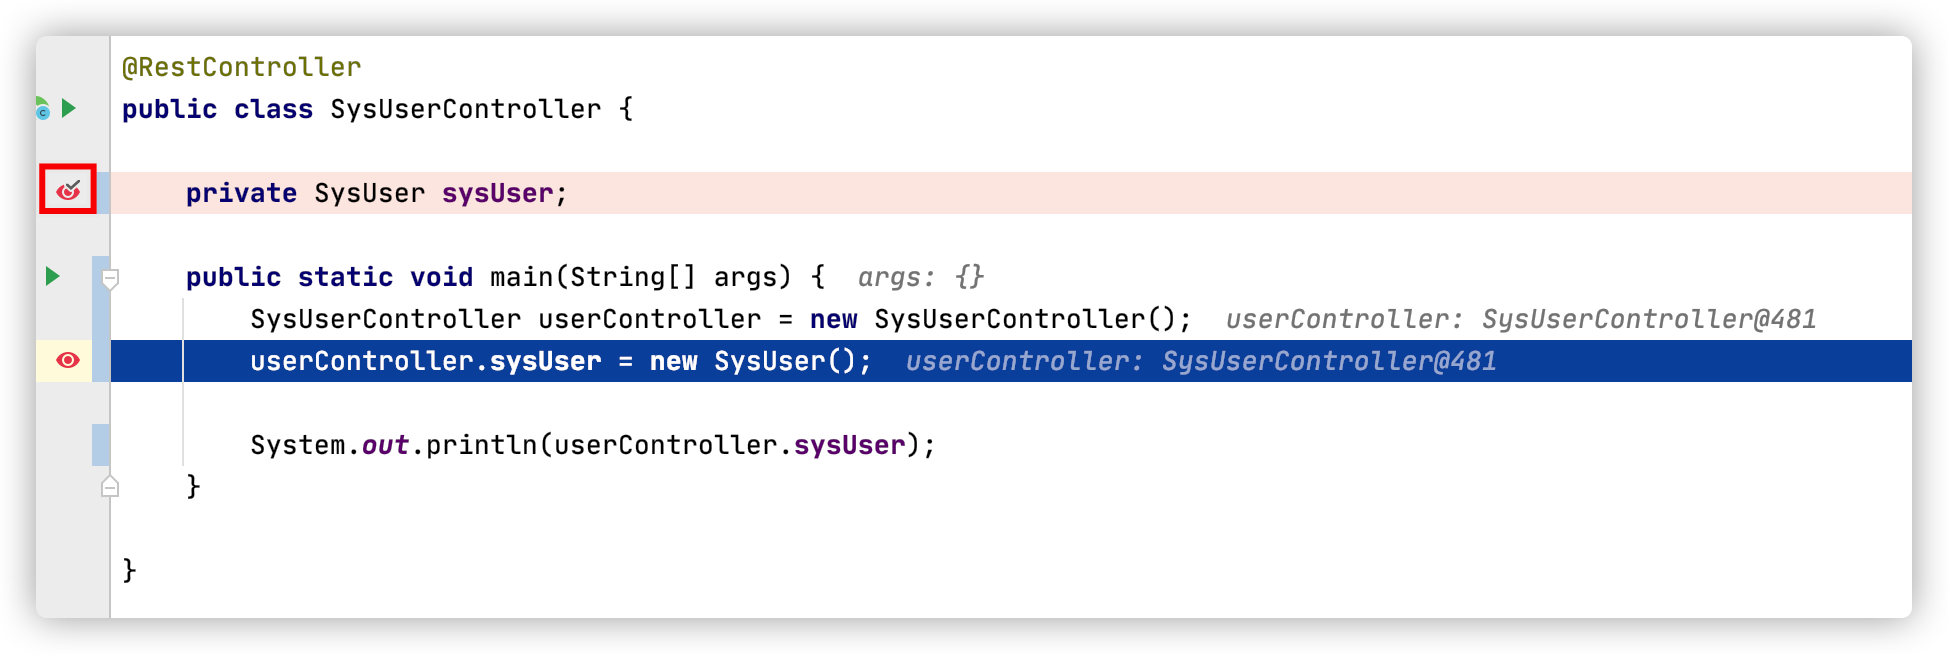 @RestController
public class SysUserController {
private SysUser sysUser;
public static void main(String[] args) {  args: {}
SysUserController userController = new SysUserController();  userController: SysUserController@481
userController.sysUser = new SysUser();  userController: SysUserController@481
System.out.println(userController.sysUser);
}
}